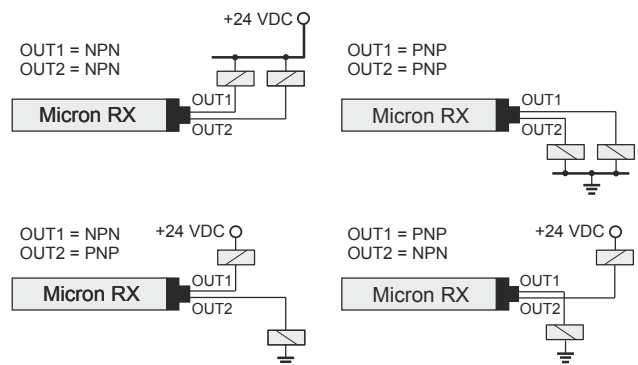 +24 VDC
OUT1 = NPN
OUT2 = NPN
Micron RX
OUT1
OUT2
OUT1 = PNP
OUT2 = PNP
Micron RX
OUT1
OUT2
OUT1 = NPN
OUT2 = PNP
+24 VDC
Micron RX
OUT1
OUT2
OUT1 = PNP
OUT2 = NPN
+24 VDC
Micron RX
OUT1
OUT2